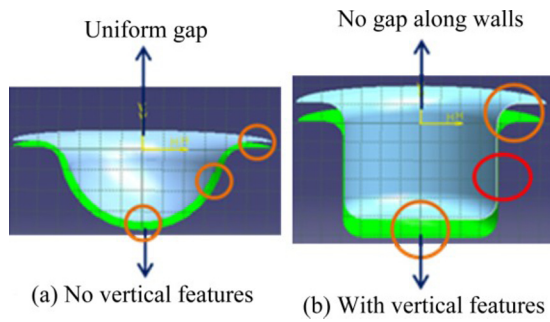 Uniform gap
No gap along walls
(a) No vertical features
(b) With vertical features